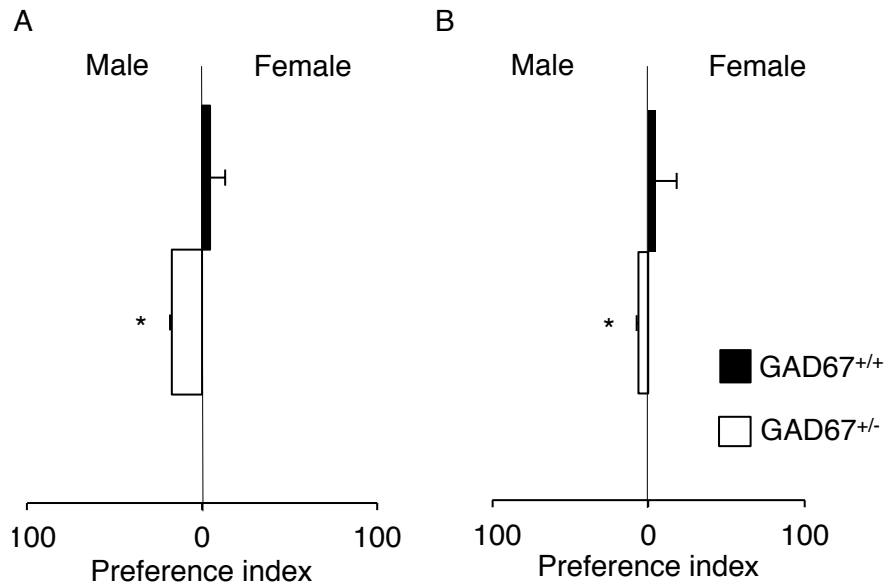 A
Male Female
*
100 0 100
Preference index
B
Male Female
*
GAD67+/+
GAD67+/-
100 0 100
Preference index